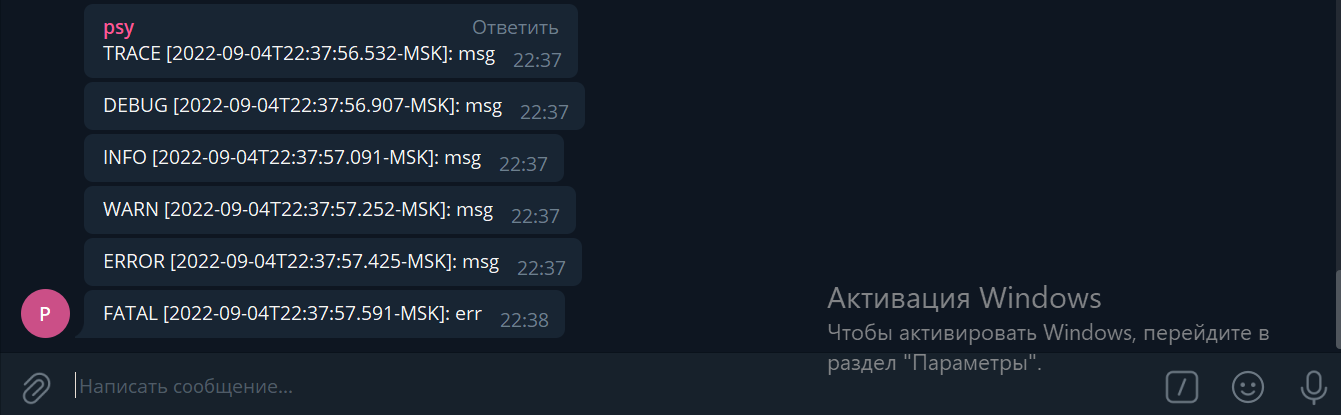 psy Ответить
TRACE [2022-09-04T22:37:56.532-MSK]: msg 22:37
DEBUG [2022-09-04T22:37:56.907-MSK]: msg 22:37
INFO [2022-09-04T22:37:57.091-MSK]: msg 22:37
WARN [2022-09-04T22:37:57.252-MSK]: msg 22:37
ERROR [2022-09-04T22:37:57.425-MSK]: msg 22:37
P FATAL [2022-09-04T22:37:57.591-MSK]: err 22:38
Активация Windows
Чтобы активировать Windows, перейдите в
раздел "Параметры".
Написать сообщение...